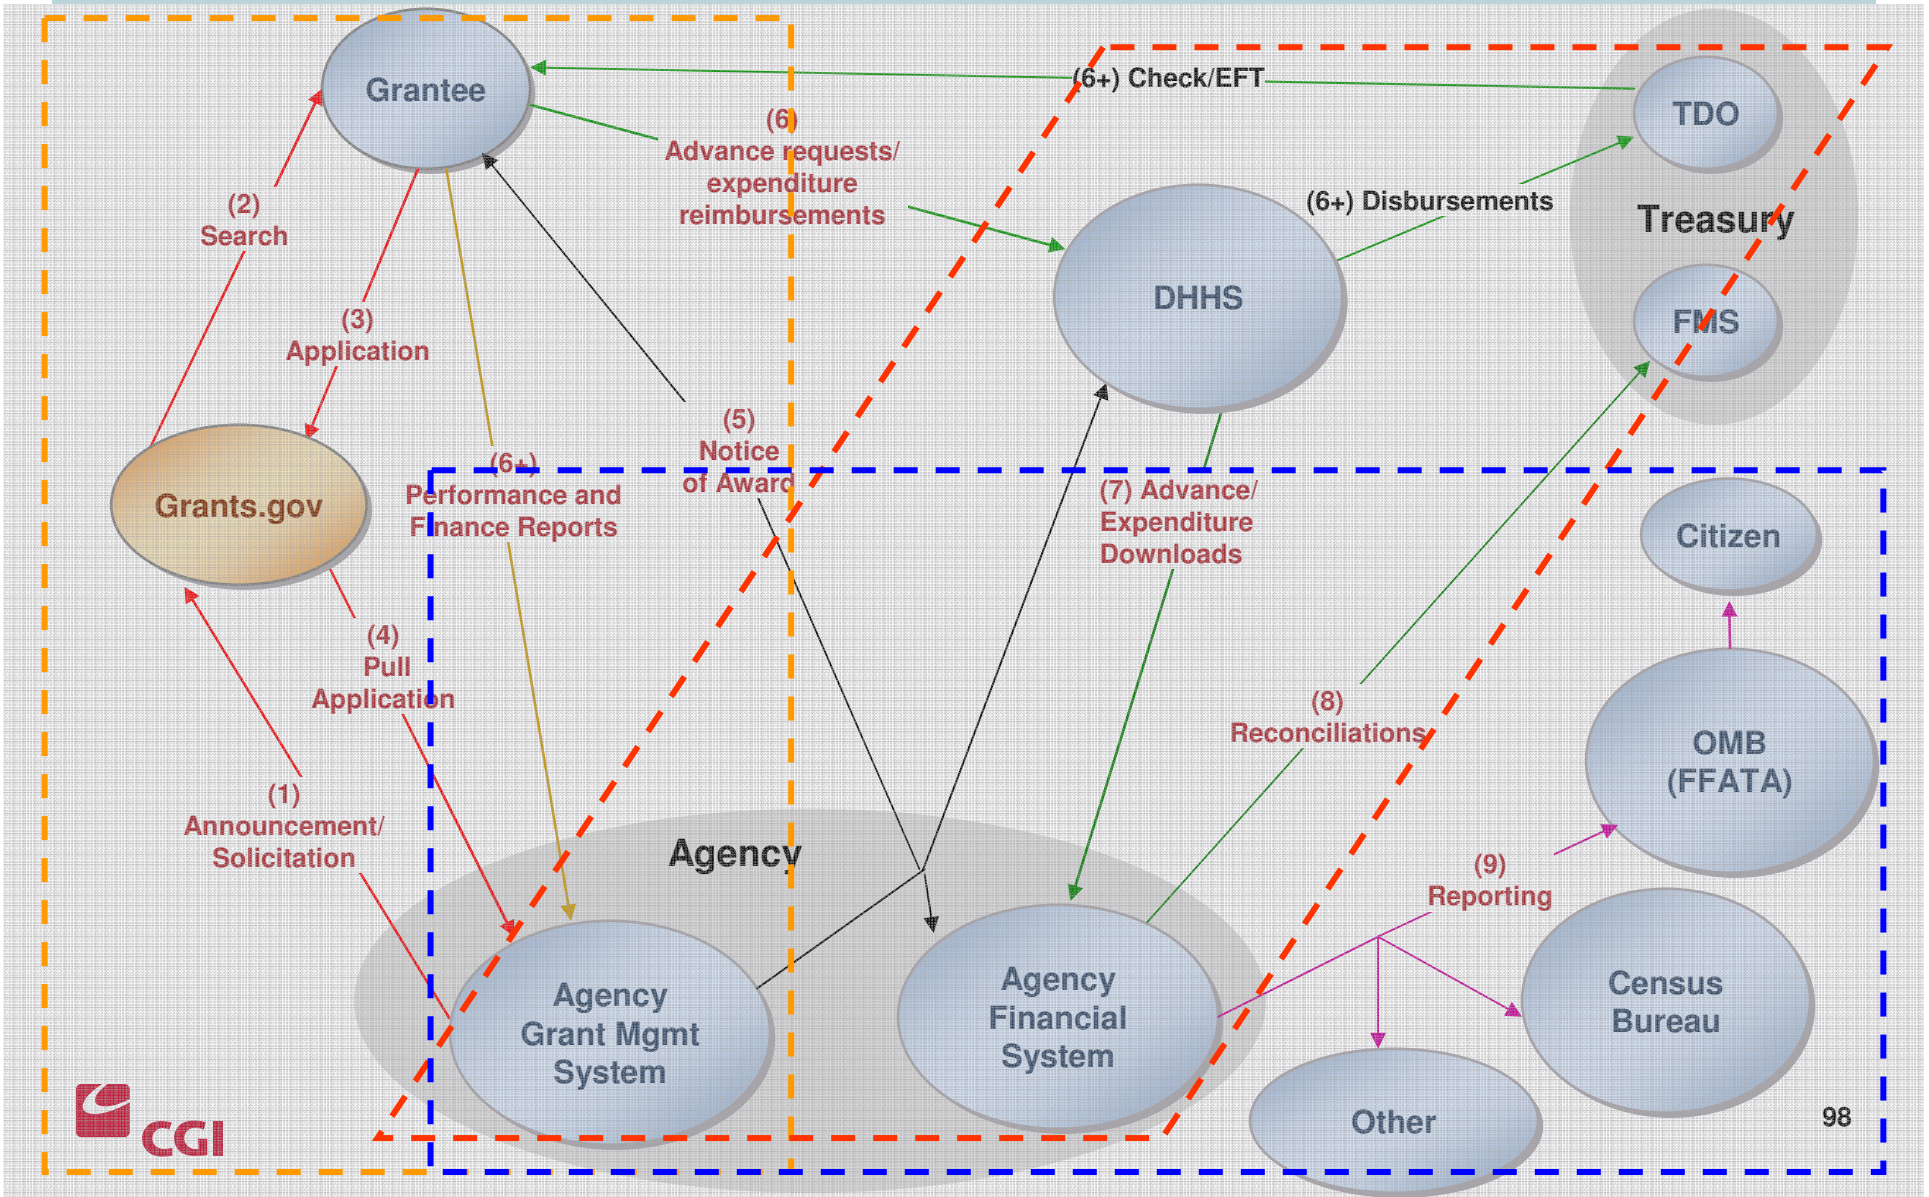 Grantee
(6+) Check/EFT
TDO
(6)
Advance requests/
expenditure
reimbursements
(2)
Search
(6+) Disbursements
Treasury
DHHS
(3)
Application
FMS
(5)
Notice
of Award
(6+)
Performance and
Finance Reports
Grants.gov
(7) Advance/
Expenditure
Downloads
Citizen
(4)
Pull
Application
(8)
Reconciliations
OMB
(FFATA)
(1)
Announcement/
Solicitation
Agency
(9)
Reporting
Agency
Grant Mgmt
System
Agency
Financial
System
Census
Bureau
Other
CGI
98